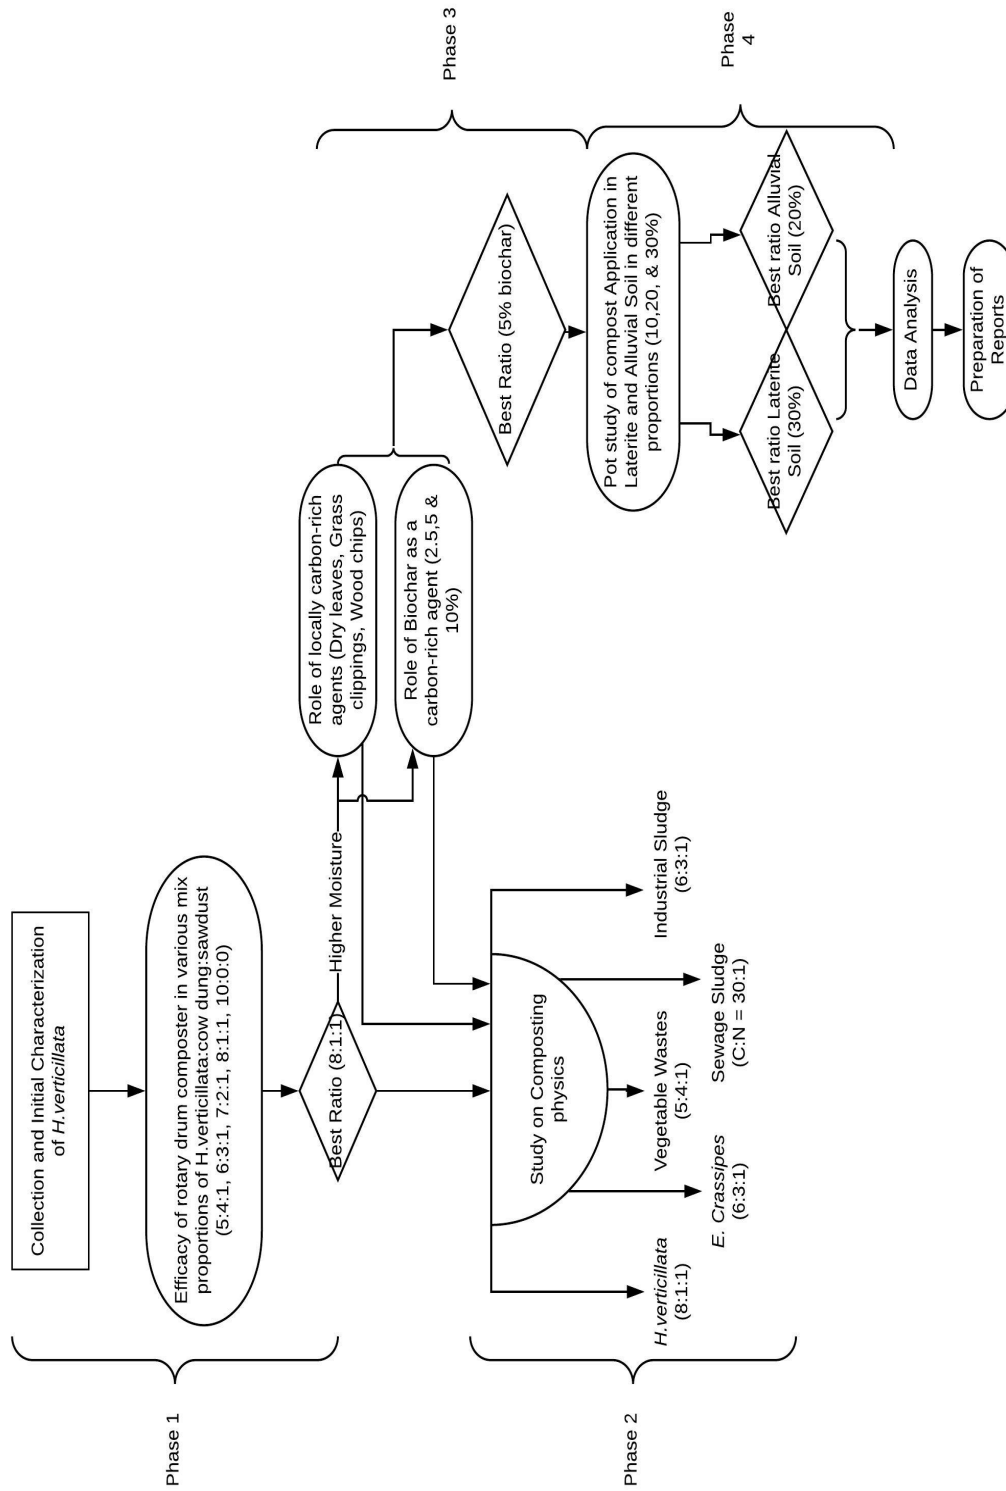 Phase 1
Collection and Initial Characterization
of H.verticillata
Efficacy of rotary drum composter in various mix
proportions of H.verticillata:cow dung:sawdust
(5:4:1, 6:3:1, 7:2:1, 8:1:1, 10:0:0)
Best Ratio (8:1:1)
Higher Moisture
Role of locally carbon-rich
agents (Dry leaves, Grass
clippings, Wood chips)
Role of Biochar as a
carbon-rich agent (2.5,5 &
10%)
Phase 3
Best Ratio (5% biochar)
Phase 2
Study on Composting
physics
H.verticillata
(8:1:1)
E. Crassipes
(6:3:1)
Vegetable Wastes
(5:4:1)
Sewage Sludge
(C:N = 30:1)
Industrial Sludge
(6:3:1)
Phase
4
Pot study of compost Application in
Laterite and Alluvial Soil in different
proportions (10,20, & 30%)
Best ratio Laterite
Soil (30%)
Best ratio Alluvial
Soil (20%)
Data Analysis
Preparation of
Reports